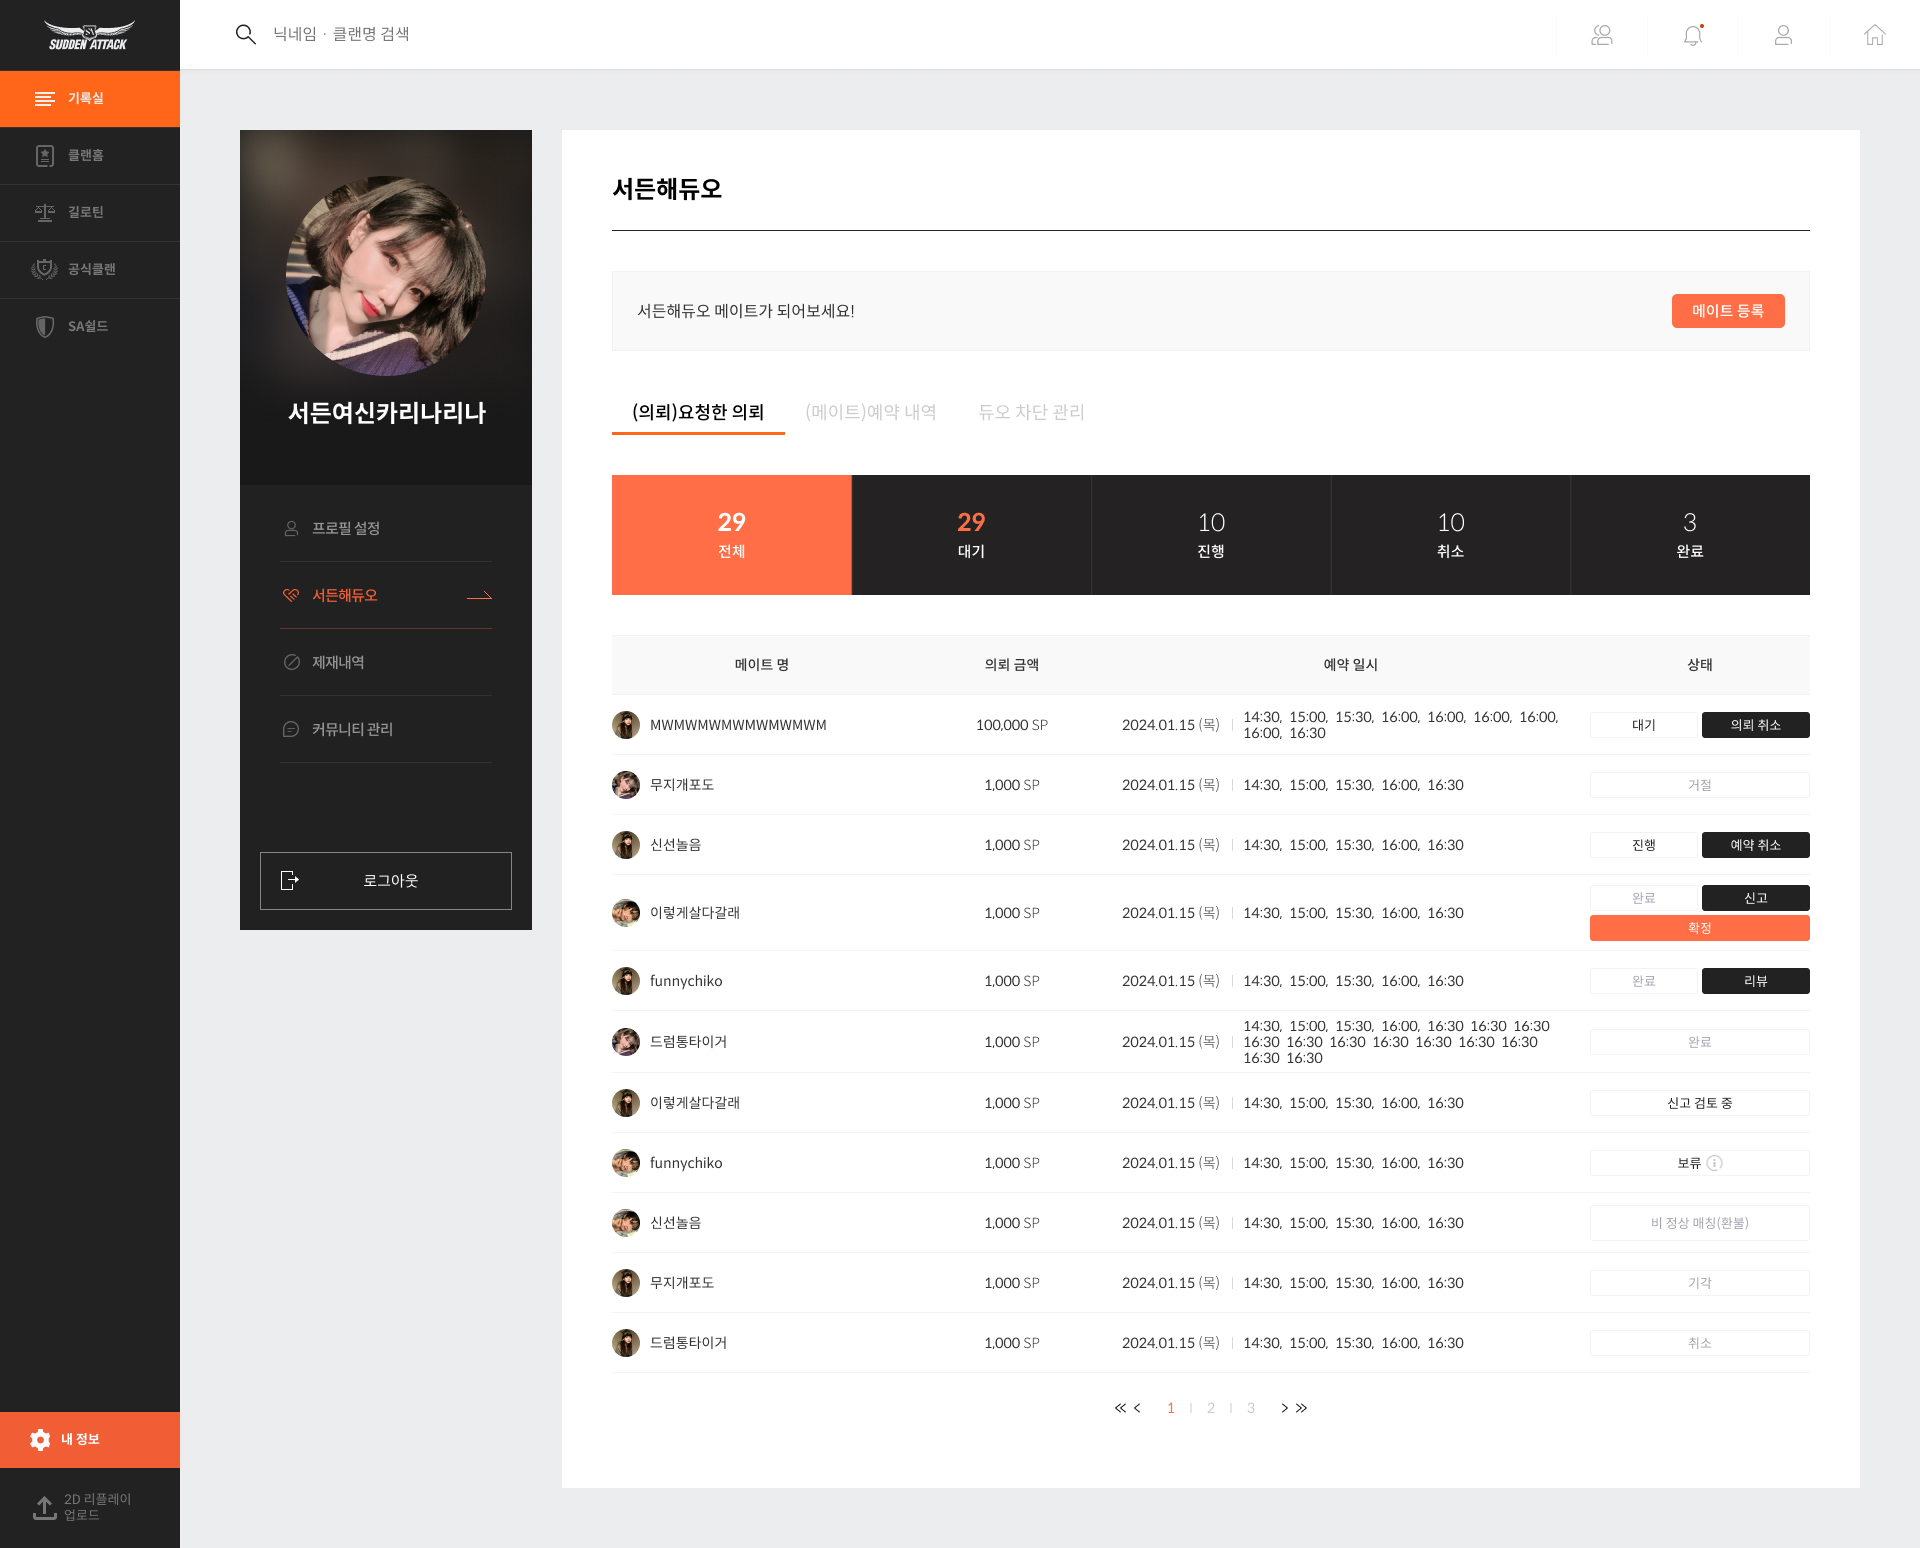 SUDDEN ATTACK
닉네임 · 클랜명 검색
기록실
클랜홈
길로틴
공식클랜
SA쉴드
내 정보
2D 리플레이
업로드
서든여신카리나리나
프로필 설정
서든해듀오
제재내역
커뮤니티 관리
로그아웃
서든해듀오
서든해듀오 메이트가 되어보세요!
메이트 등록
(의뢰)요청한 의뢰 (메이트)예약 내역 듀오 차단 관리
29 29 10 10 3
전체 대기 진행 취소 완료
메이트 명 의뢰 금액 예약 일시 상태
MWMWMWMWMWMWMWM 100,000 SP 2024.01.15 (목) 14:30, 15:00, 15:30, 16:00, 16:00, 16:00, 16:00, 대기 의뢰 취소
16:00, 16:30
무지개포도 1,000 SP 2024.01.15 (목) 14:30, 15:00, 15:30, 16:00, 16:30 거절
신선놀음 1,000 SP 2024.01.15 (목) 14:30, 15:00, 15:30, 16:00, 16:30 진행 예약 취소
이렇게살다갈래 1,000 SP 2024.01.15 (목) 14:30, 15:00, 15:30, 16:00, 16:30 완료 신고
확정
funnychiko 1,000 SP 2024.01.15 (목) 14:30, 15:00, 15:30, 16:00, 16:30 완료 리뷰
14:30, 15:00, 15:30, 16:00, 16:30 16:30 16:30
드럼통타이거 1,000 SP 2024.01.15 (목) 16:30 16:30 16:30 16:30 16:30 16:30 16:30 완료
16:30 16:30
이렇게살다갈래 1,000 SP 2024.01.15 (목) 14:30, 15:00, 15:30, 16:00, 16:30 신고 검토 중
funnychiko 1,000 SP 2024.01.15 (목) 14:30, 15:00, 15:30, 16:00, 16:30 보류
신선놀음 1,000 SP 2024.01.15 (목) 14:30, 15:00, 15:30, 16:00, 16:30 비 정상 매칭(환불)
무지개포도 1,000 SP 2024.01.15 (목) 14:30, 15:00, 15:30, 16:00, 16:30 기각
드럼통타이거 1,000 SP 2024.01.15 (목) 14:30, 15:00, 15:30, 16:00, 16:30 취소
1 2 3